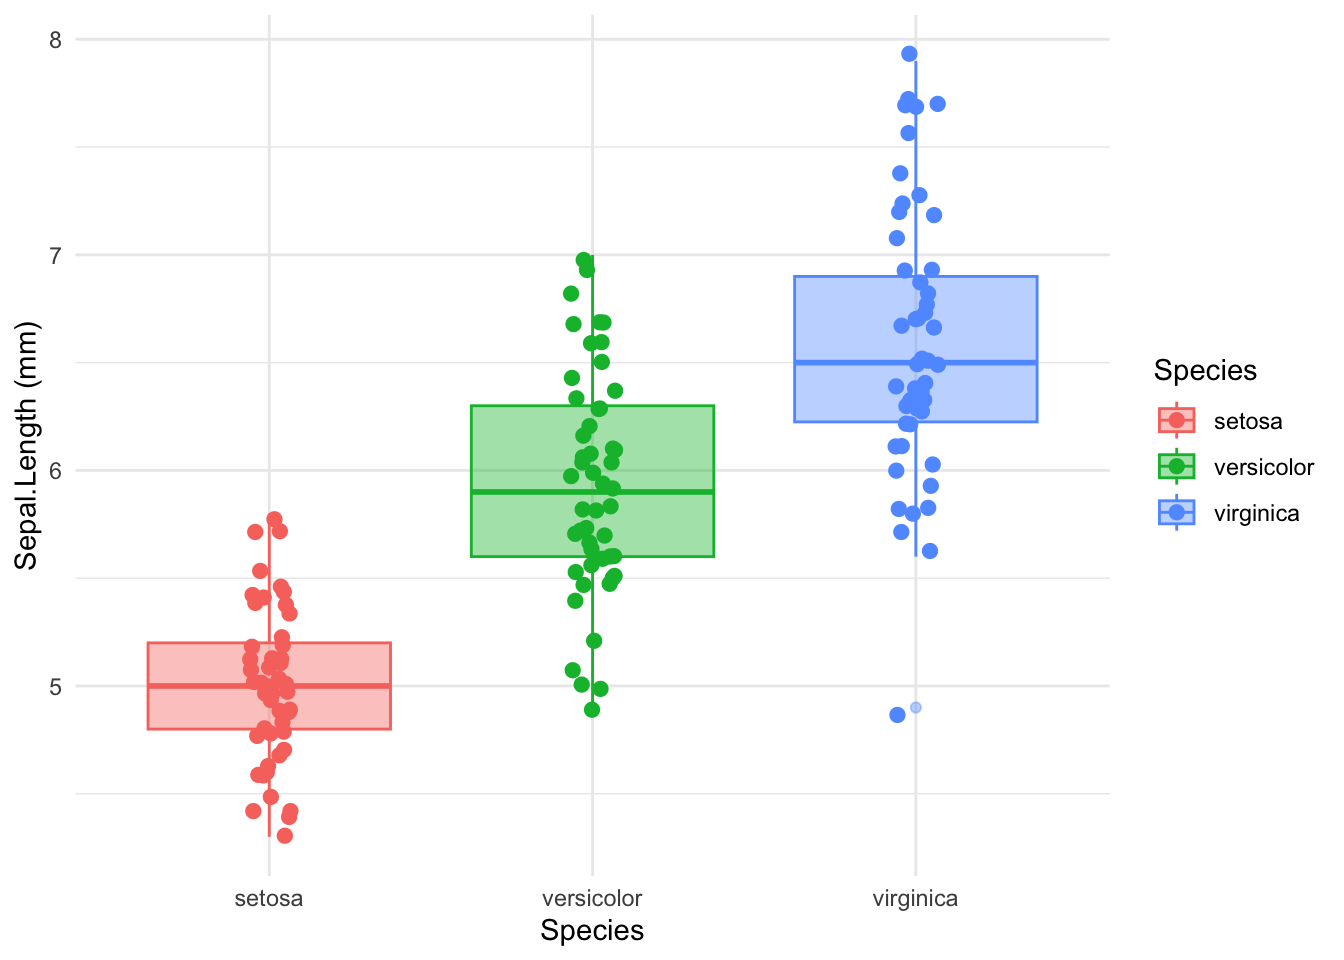 8
7
6
5
Sepal.Length (mm)
setosa
versicolor
virginica
Species
Species
setosa
versicolor
virginica